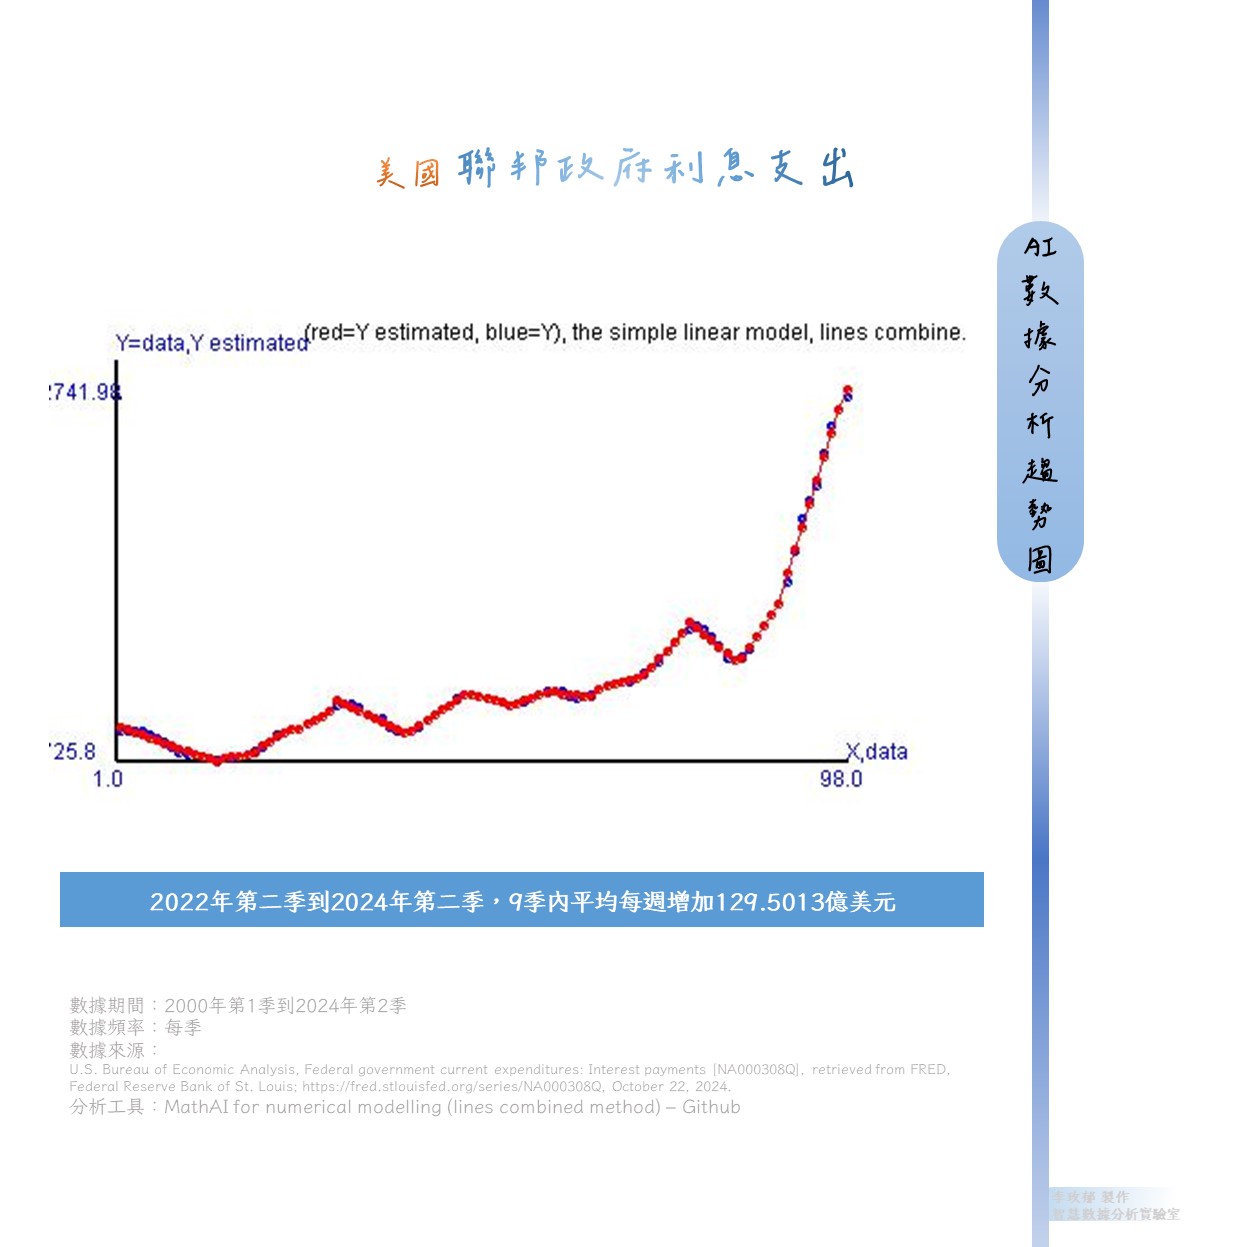 美國 聯邦政府利息支出
Y=data,Y estimated
(red=Y estimated, blue=Y), the simple linear model, lines combine.
2741.98
25.8
1.0
98.0
X,data
AI數據分析趨勢圖
2022年第二季到2024年第二季，9季內平均每週增加129.5013億美元
數據期間：2000年第1季到2024年第2季
數據頻率：每季
數據來源：
U.S. Bureau of Economic Analysis, Federal government current expenditures: Interest payments [NA000308Q], retrieved from FRED,
Federal Reserve Bank of St. Louis; https://fred.stlouisfed.org/series/NA000308Q, October 22, 2024.
分析工具：MathAI for numerical modelling (lines combined method) – Github
製作
數據分析實驗室